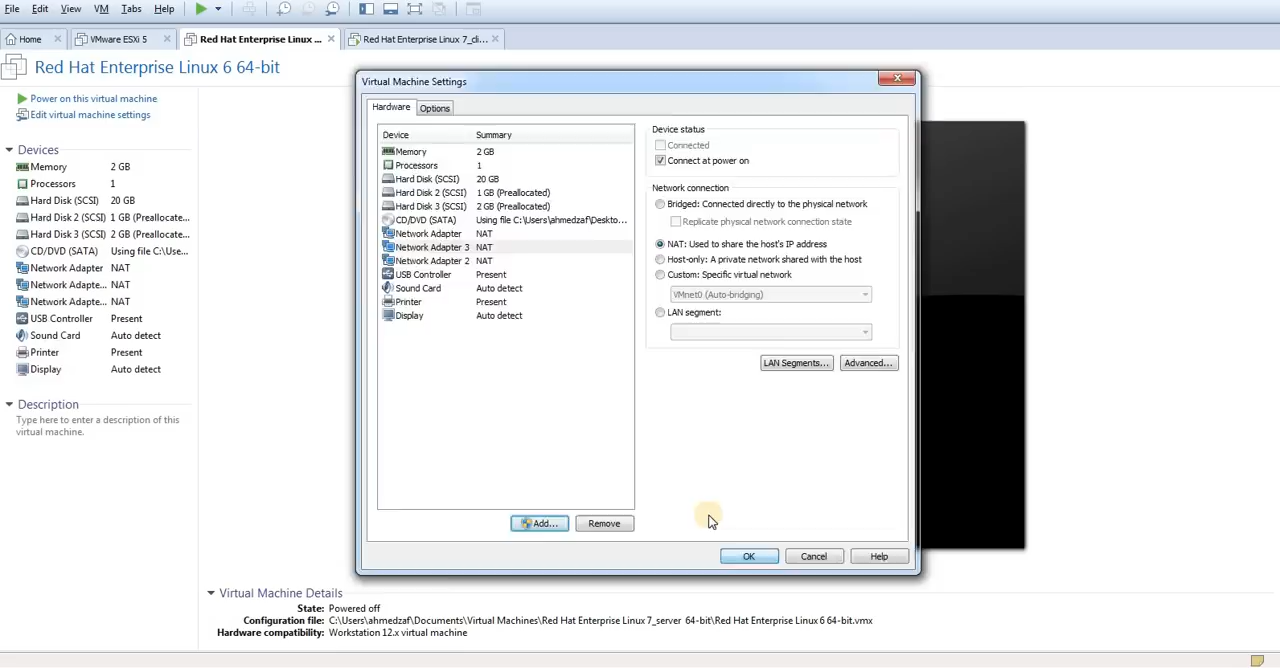 File Edit View VM Tabs Help
Home VMware ESXi 5 Red Hat Enterprise Linux ... Red Hat Enterprise Linux 7_cli...
Red Hat Enterprise Linux 6 64-bit
Power on this virtual machine
Edit virtual machine settings
Devices
Memory 2 GB
Processors 1
Hard Disk (SCSI) 20 GB
Hard Disk 2 (SCSI) 1 GB (Preallocate...
Hard Disk 3 (SCSI) 2 GB (Preallocate...
CD/DVD (SATA) Using file C:\Use...
Network Adapter NAT
Network Adapte... NAT
Network Adapte... NAT
USB Controller Present
Sound Card Auto detect
Printer Present
Display Auto detect
Description
Type here to enter a description of this
virtual machine.
Virtual Machine Settings
Hardware Options
Device Summary
Memory 2 GB
Processors 1
Hard Disk (SCSI) 20 GB
Hard Disk 2 (SCSI) 1 GB (Preallocated)
Hard Disk 3 (SCSI) 2 GB (Preallocated)
CD/DVD (SATA) Using file C:\Users\ahmedzaf\Deskto...
Network Adapter NAT
Network Adapter 3 NAT
Network Adapter 2 NAT
USB Controller Present
Sound Card Auto detect
Printer Present
Display Auto detect
Add... Remove
Device status
Connected
Connect at power on
Network connection
Bridged: Connected directly to the physical network
Replicate physical network connection state
NAT: Used to share the host's IP address
Host-only: A private network shared with the host
Custom: Specific virtual network
VMnet0 (Auto-bridging)
LAN segment:
LAN Segments... Advanced...
OK Cancel Help
Virtual Machine Details
State: Powered off
Configuration file: C:\Users\ahmedzaf\Documents\Virtual Machines\Red Hat Enterprise Linux 7_server 64-bit\Red Hat Enterprise Linux 6 64-bit.vmx
Hardware compatibility: Workstation 12.x virtual machine